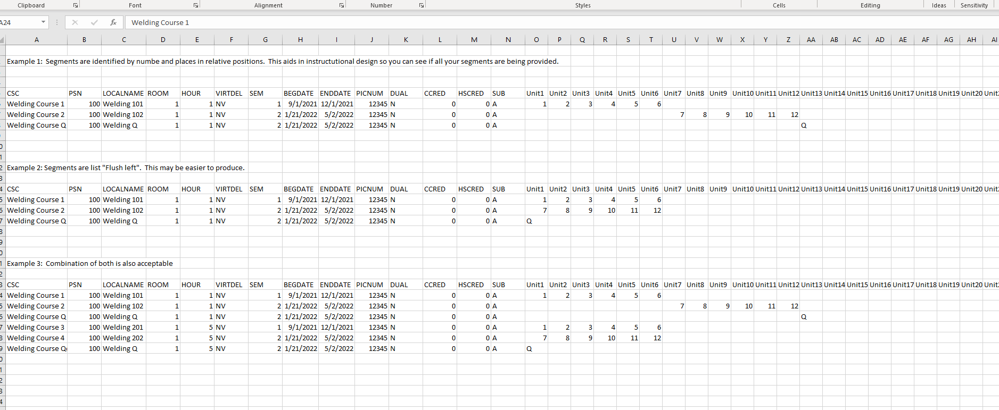 Clipboard Font Alignment Number Styles Cells Editing Ideas Sensitivity
A24 fx Welding Course 1
A B C D E F G H I J K L M N O P Q R S T U V W X Y Z AA AB AC AD AE AF AG AH AI
Example 1:  Segments are identified by numbe and places in relative positions.  This aids in instructutional design so you can see if all your segments are being provided.
CSC PSN LOCALNAME ROOM HOUR VIRTDEL SEM BEGDATE ENDDATE PICNUM DUAL CCRED HSCRED SUB Unit1 Unit2 Unit3 Unit4 Unit5 Unit6 Unit7 Unit8 Unit9 Unit10 Unit11 Unit12 Unit13 Unit14 Unit15 Unit16 Unit17 Unit18 Unit19 Unit20
Welding Course 1 100 Welding 101 1 1 NV 1 9/1/2021 12/1/2021 12345 N 0 0 A 1 2 3 4 5 6
Welding Course 2 100 Welding 102 1 1 NV 2 1/21/2022 5/2/2022 12345 N 0 0 A 7 8 9 10 11 12
Welding Course Q 100 Welding Q 1 1 NV 2 1/21/2022 5/2/2022 12345 N 0 0 A Q
Example 2: Segments are list "Flush left".  This may be easier to produce.
CSC PSN LOCALNAME ROOM HOUR VIRTDEL SEM BEGDATE ENDDATE PICNUM DUAL CCRED HSCRED SUB Unit1 Unit2 Unit3 Unit4 Unit5 Unit6 Unit7 Unit8 Unit9 Unit10 Unit11 Unit12 Unit13 Unit14 Unit15 Unit16 Unit17 Unit18 Unit19 Unit20
Welding Course 1 100 Welding 101 1 1 NV 1 9/1/2021 12/1/2021 12345 N 0 0 A 1 2 3 4 5 6
Welding Course 2 100 Welding 102 1 1 NV 2 1/21/2022 5/2/2022 12345 N 0 0 A 7 8 9 10 11 12
Welding Course Q 100 Welding Q 1 1 NV 2 1/21/2022 5/2/2022 12345 N 0 0 A Q
Example 3:  Combination of both is also acceptable
CSC PSN LOCALNAME ROOM HOUR VIRTDEL SEM BEGDATE ENDDATE PICNUM DUAL CCRED HSCRED SUB Unit1 Unit2 Unit3 Unit4 Unit5 Unit6 Unit7 Unit8 Unit9 Unit10 Unit11 Unit12 Unit13 Unit14 Unit15 Unit16 Unit17 Unit18 Unit19 Unit20
Welding Course 1 100 Welding 101 1 1 NV 1 9/1/2021 12/1/2021 12345 N 0 0 A 1 2 3 4 5 6
Welding Course 2 100 Welding 102 1 1 NV 2 1/21/2022 5/2/2022 12345 N 0 0 A 7 8 9 10 11 12
Welding Course Q 100 Welding Q 1 1 NV 2 1/21/2022 5/2/2022 12345 N 0 0 A Q
Welding Course 3 100 Welding 201 1 5 NV 1 9/1/2021 12/1/2021 12345 N 0 0 A 1 2 3 4 5 6
Welding Course 4 100 Welding 202 1 5 NV 2 1/21/2022 5/2/2022 12345 N 0 0 A 7 8 9 10 11 12
Welding Course Q 100 Welding Q 1 5 NV 2 1/21/2022 5/2/2022 12345 N 0 0 A Q